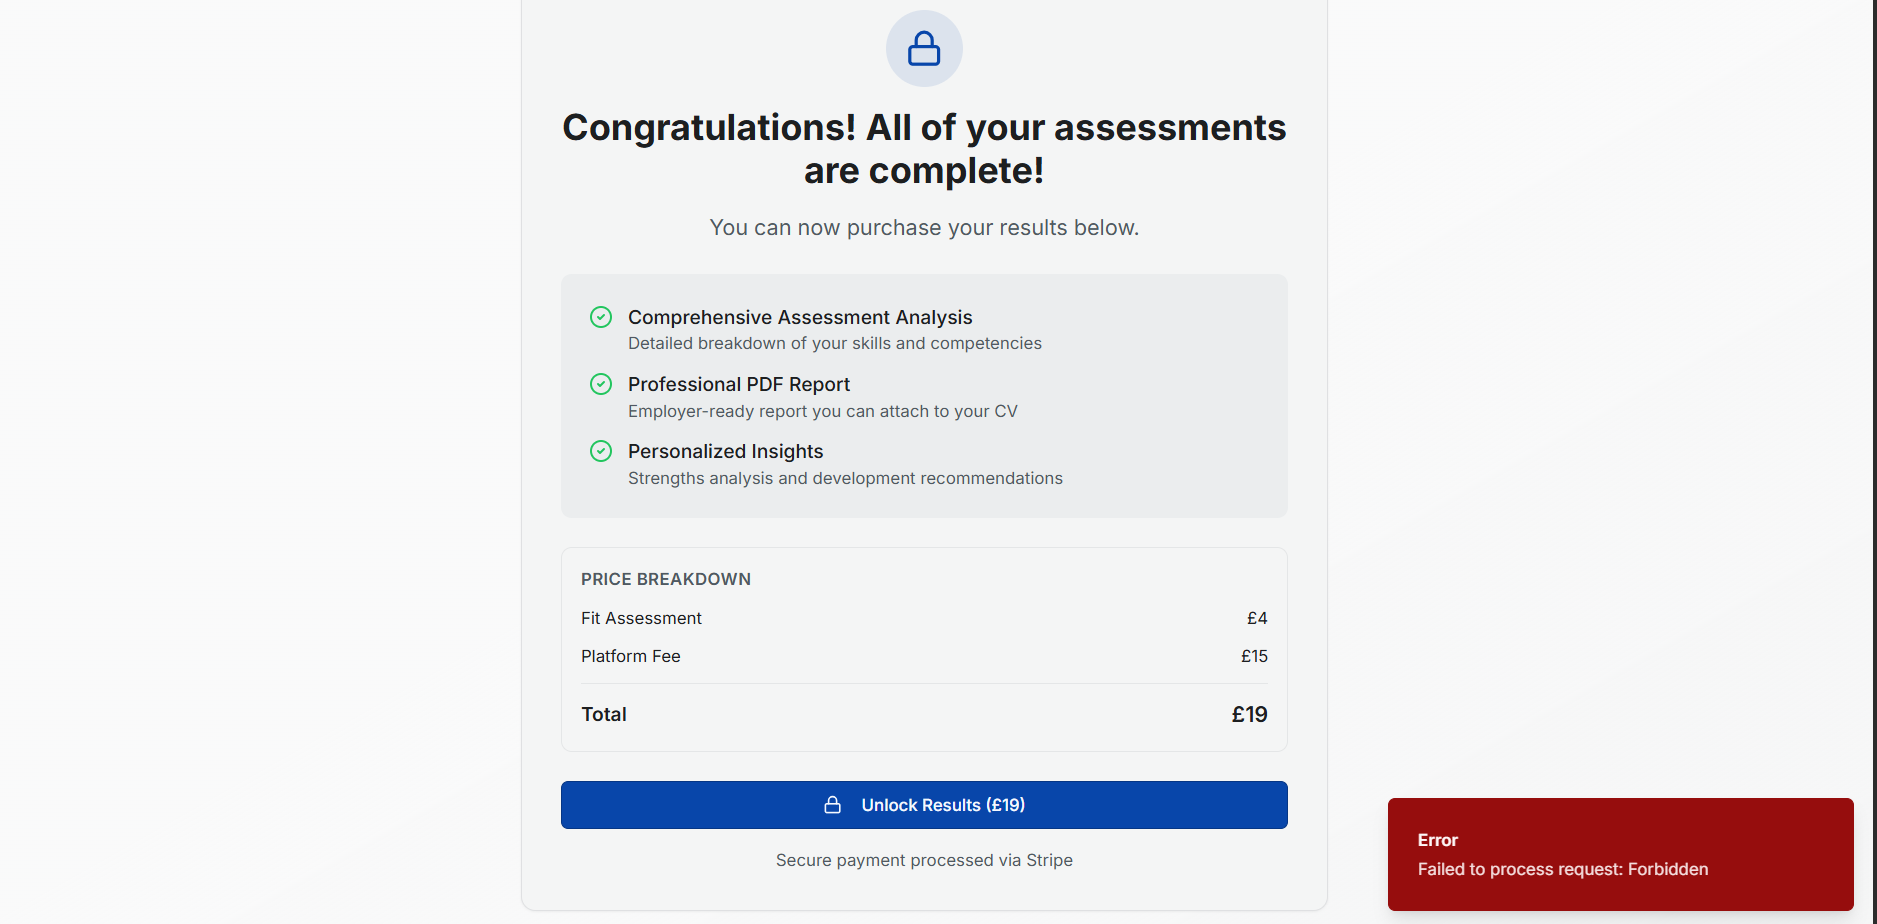 Congratulations! All of your assessments
are complete!
You can now purchase your results below.
Comprehensive Assessment Analysis
Detailed breakdown of your skills and competencies
Professional PDF Report
Employer-ready report you can attach to your CV
Personalized Insights
Strengths analysis and development recommendations
PRICE BREAKDOWN
Fit Assessment £4
Platform Fee £15
Total £19
Unlock Results (£19)
Secure payment processed via Stripe
Error
Failed to process request: Forbidden